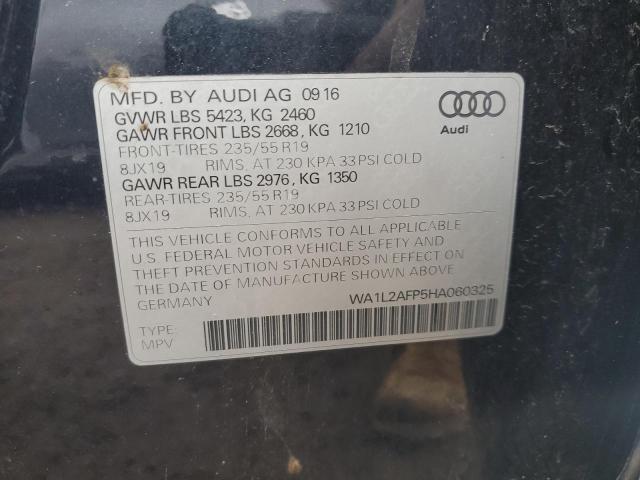 MFD. BY AUDI AG 0916
GVWR LBS 5423, KG 2460
GAWR FRONT LBS 2668, KG 1210
FRONT-TIRES 235/55 R19
8JX19 RIMS, AT 230 KPA 33 PSI COLD
GAWR REAR LBS 2976, KG 1350
REAR-TIRES 235/55 R19
8JX19 RIMS, AT 230 KPA 33 PSI COLD
Audi
THIS VEHICLE CONFORMS TO ALL APPLICABLE
U.S. FEDERAL MOTOR VEHICLE SAFETY AND
THEFT PREVENTION STANDARDS IN EFFECT ON
THE DATE OF MANUFACTURE SHOWN ABOVE.
GERMANY
WA1L2AFP5HA060325
TYPE:
MPV